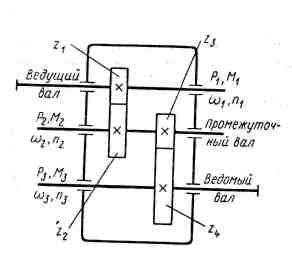 z₁
z₃
Ведущий
вал
P₁, M₁
ω₁, n₁
P₂, M₂
ω₂, n₂
Промежуточ-
ный вал
P₃, M₃
ω₃, n₃
Ведомый
вал
z₂
z₄